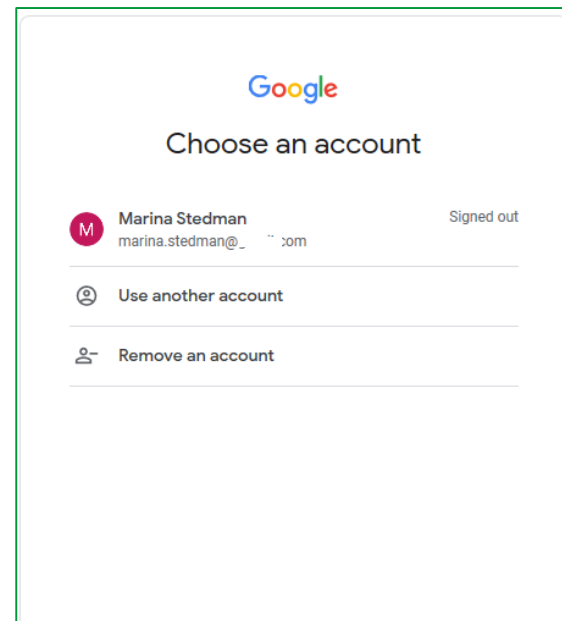 Google
Choose an account
M
Marina Stedman
Signed out
marina.stedman@
com
Use another account
Remove an account